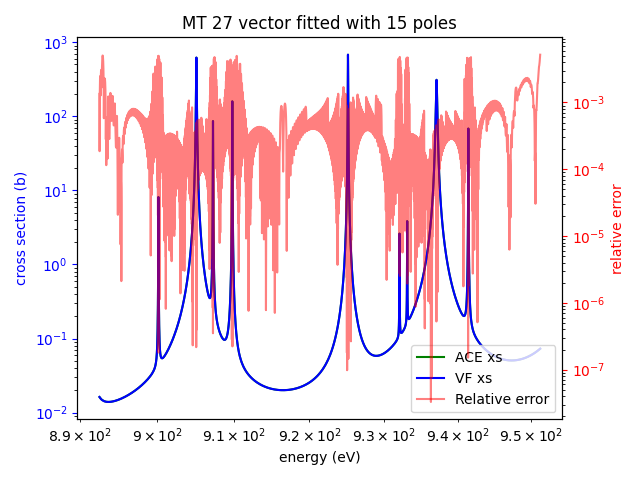 MT 27 vector fitted with 15 poles
10³
10²
10¹
10⁰
10⁻¹
10⁻²
cross section (b)
10⁻³
10⁻⁴
10⁻⁵
10⁻⁶
10⁻⁷
relative error
ACE xs
VF xs
Relative error
8.9 × 10² 9 × 10² 9.1 × 10² 9.2 × 10² 9.3 × 10² 9.4 × 10² 9.5 × 10²
energy (eV)